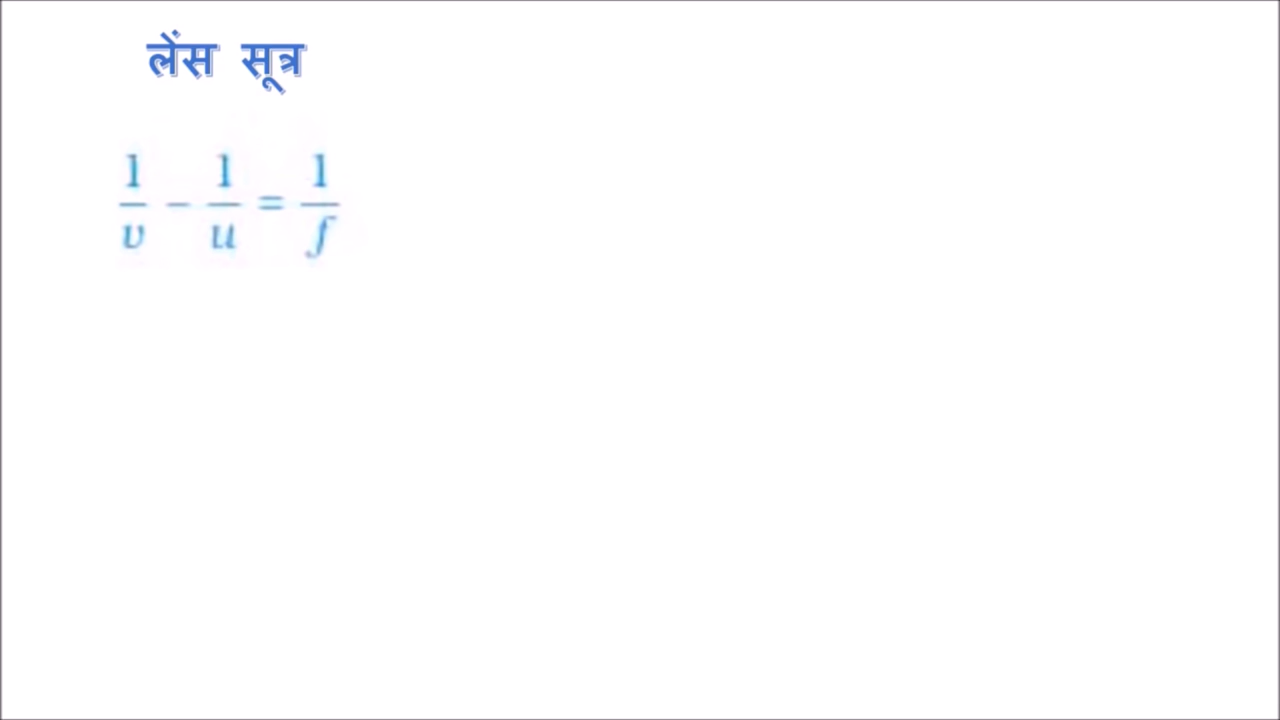 लेंस सूत्र
1/v − 1/u = 1/f